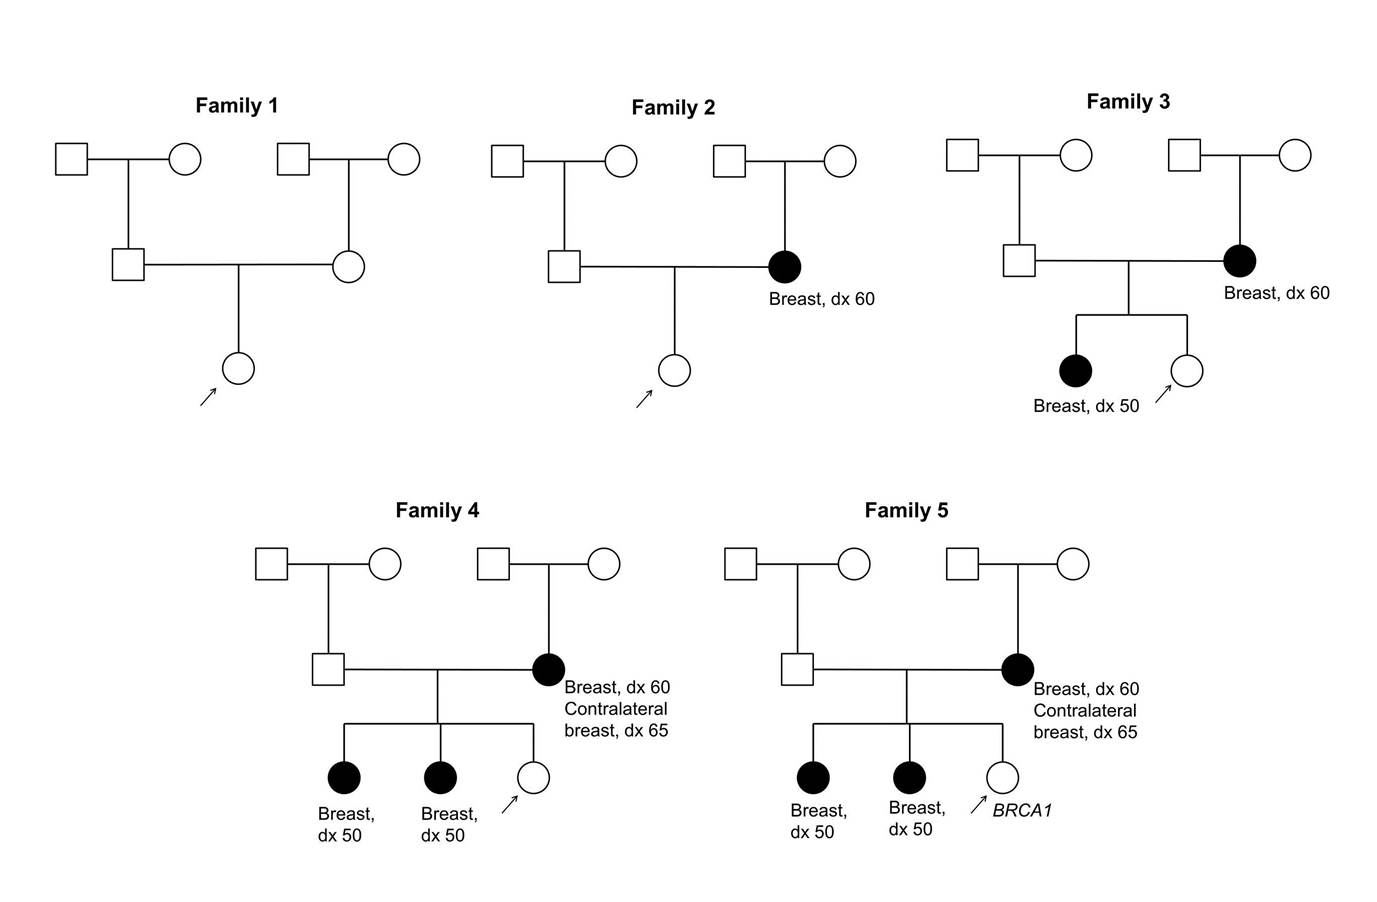 Family 1
Family 2
Family 3
Breast, dx 60
Breast, dx 60
Breast, dx 50
Family 4
Family 5
Breast, dx 60
Contralateral
breast, dx 65
Breast, dx 60
Contralateral
breast, dx 65
Breast,
dx 50
Breast,
dx 50
Breast,
dx 50
Breast,
dx 50
BRCA1